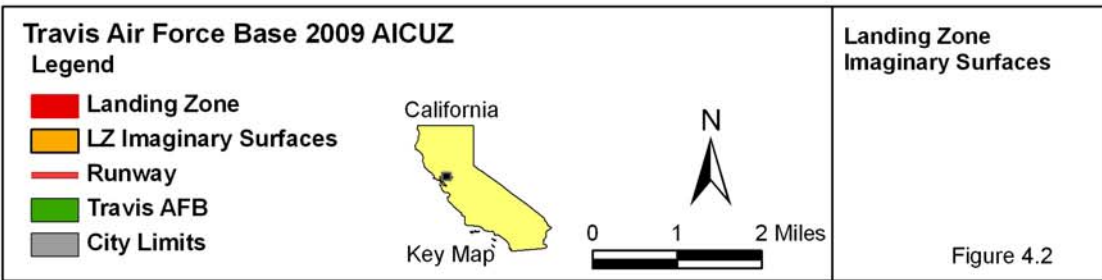 Travis Air Force Base 2009 AICUZ
Legend
Landing Zone
LZ Imaginary Surfaces
Runway
Travis AFB
City Limits
California
Key Map
N
0 1 2 Miles
Landing Zone
Imaginary Surfaces
Figure 4.2